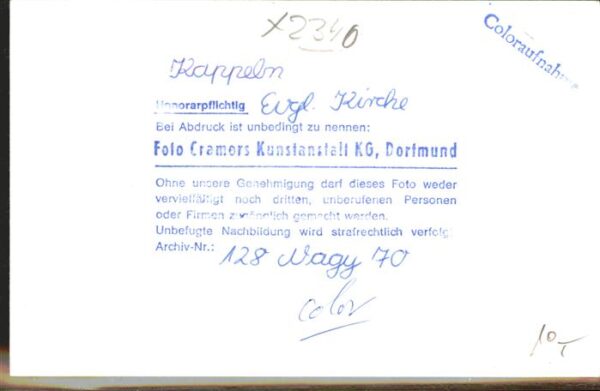 X2340
Coloraufnahme
Kappeln
Honorarpflichtig Evgl. Kirche
Bei Abdruck ist unbedingt zu nennen:
Foto Cramers Kunstanstalt KG, Dortmund
Ohne unsere Genehmigung darf dieses Foto weder
vervielfältigt noch dritten, unberufenen Personen
oder Firmen zugänglich gemacht werden.
Unbefugte Nachbildung wird strafrechtlich verfolgt
Archiv-Nr.: 128 Nagy 70
color
10,-